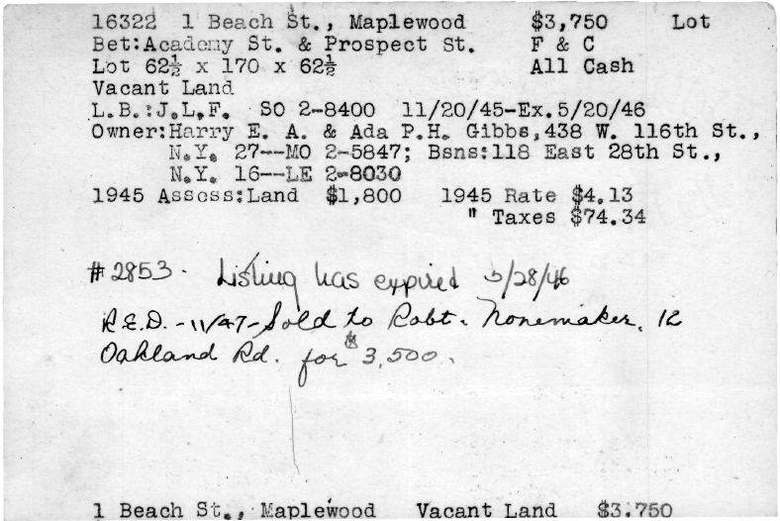 16322 1 Beach St., Maplewood $3,750 Lot
Bet:Academy St. & Prospect St. F & C
Lot 62½ x 170 x 62½ All Cash
Vacant Land
L.B.:J.L.F. SO 2-8400 11/20/45-Ex.5/20/46
Owner:Harry E. A. & Ada P.H. Gibbs,438 W. 116th St.,
N.Y. 27--MO 2-5847; Bsns:118 East 28th St.,
N.Y. 16--LE 2-8030
1945 Assess:Land $1,800 1945 Rate $4.13
" Taxes $74.34
#2853. Listing has expired 5/28/46
R.E.D. - 11/47 - Sold to Robt. Nonemaker, 12
Oakland Rd. for $3,500.
1 Beach St., Maplewood Vacant Land $3,750